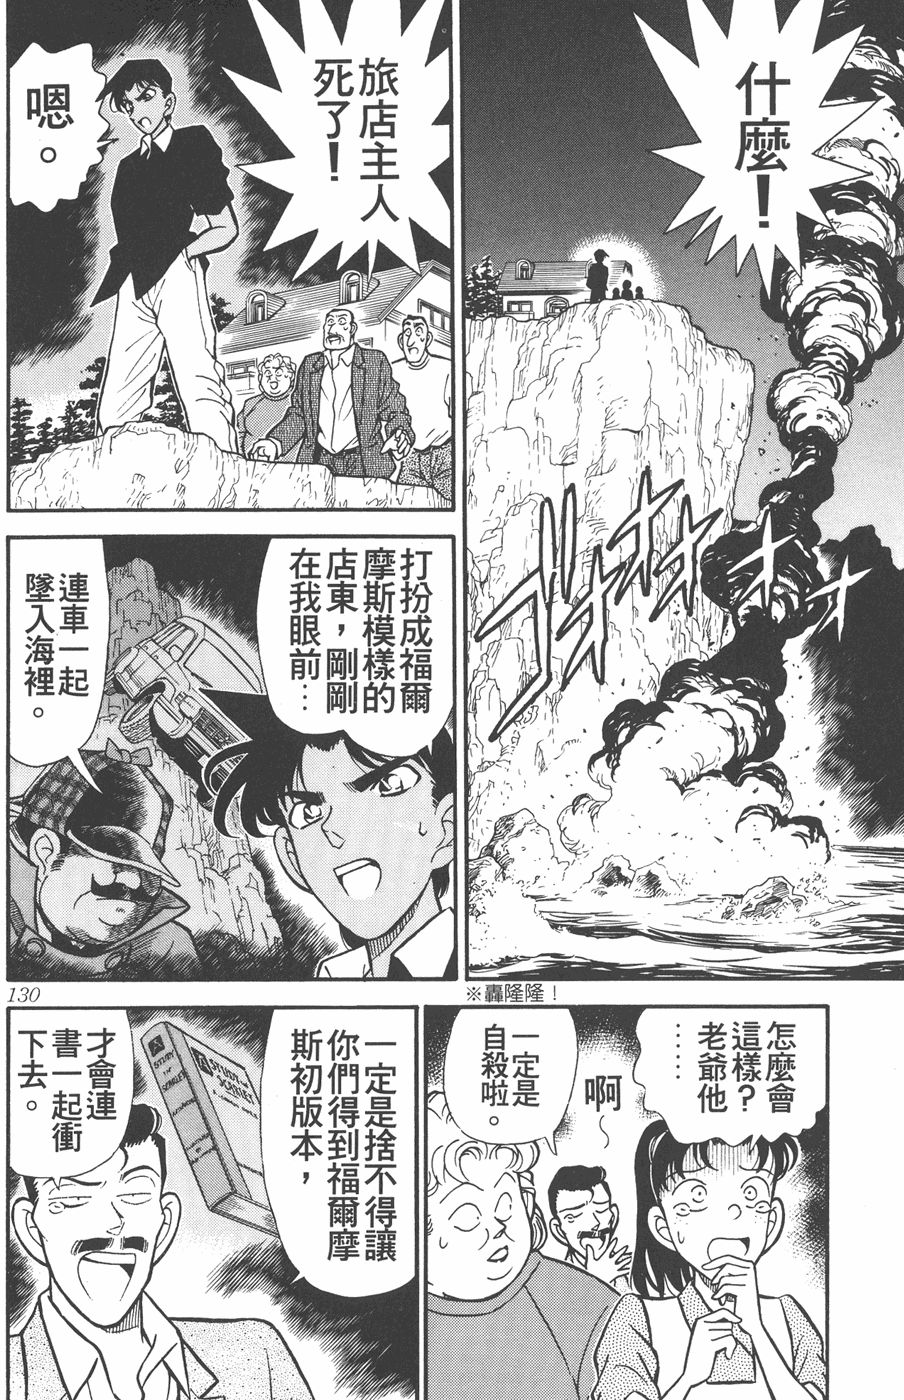 什麼！
ゴオオオオ
※轟隆隆！
旅店主人
死了！
嗯。
打扮成福爾
摩斯模樣的
店東，剛剛
在我眼前…
連車一起
墜入海裡。
130
怎麼會
這樣？
老爺他
……
啊
一定是
自殺啦。
一定是捨不得讓
你們得到福爾摩
斯初版本，
才會連
書一起衝
下去。
STUDY
SCARLET